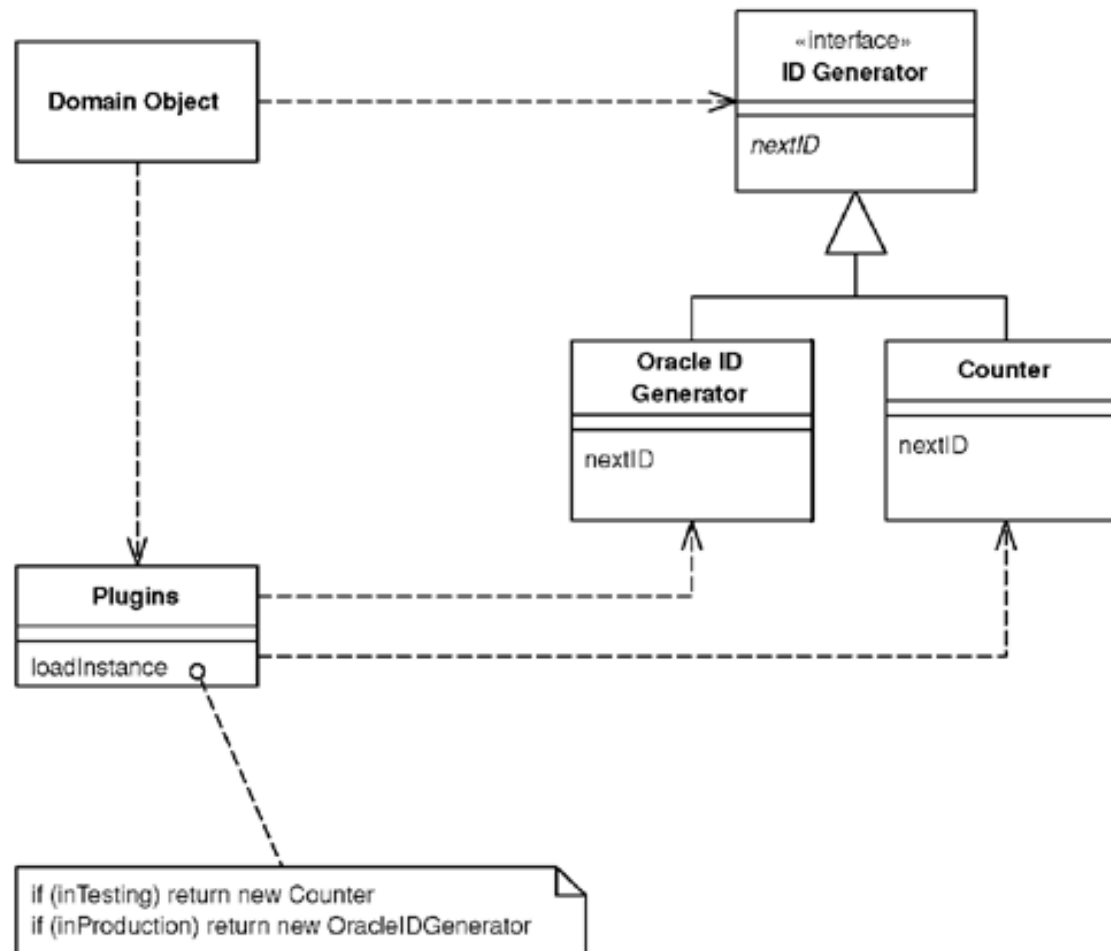 Domain Object
«interface»
ID Generator
nextID
Oracle ID
Generator
nextID
Counter
nextID
Plugins
loadInstance
if (inTesting) return new Counter
if (inProduction) return new OracleIDGenerator